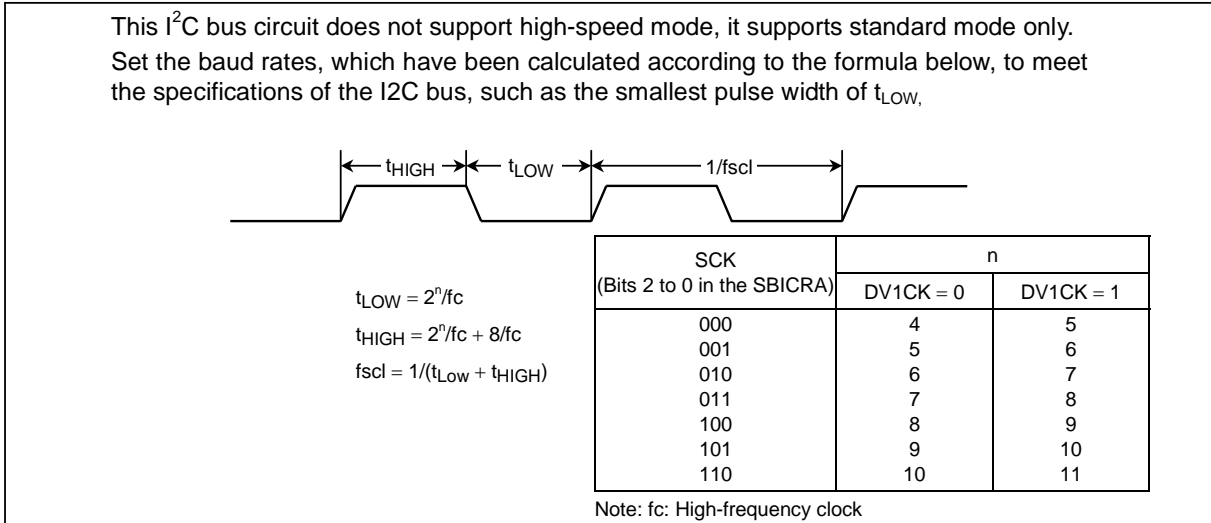 This I²C bus circuit does not support high-speed mode, it supports standard mode only.
Set the baud rates, which have been calculated according to the formula below, to meet
the specifications of the I2C bus, such as the smallest pulse width of tLOW,
tHIGH tLOW 1/fscl
tLOW = 2ⁿ/fc
tHIGH = 2ⁿ/fc + 8/fc
fscl = 1/(tLow + tHIGH)
SCK n
(Bits 2 to 0 in the SBICRA) DV1CK = 0 DV1CK = 1
000 4 5
001 5 6
010 6 7
011 7 8
100 8 9
101 9 10
110 10 11
Note: fc: High-frequency clock